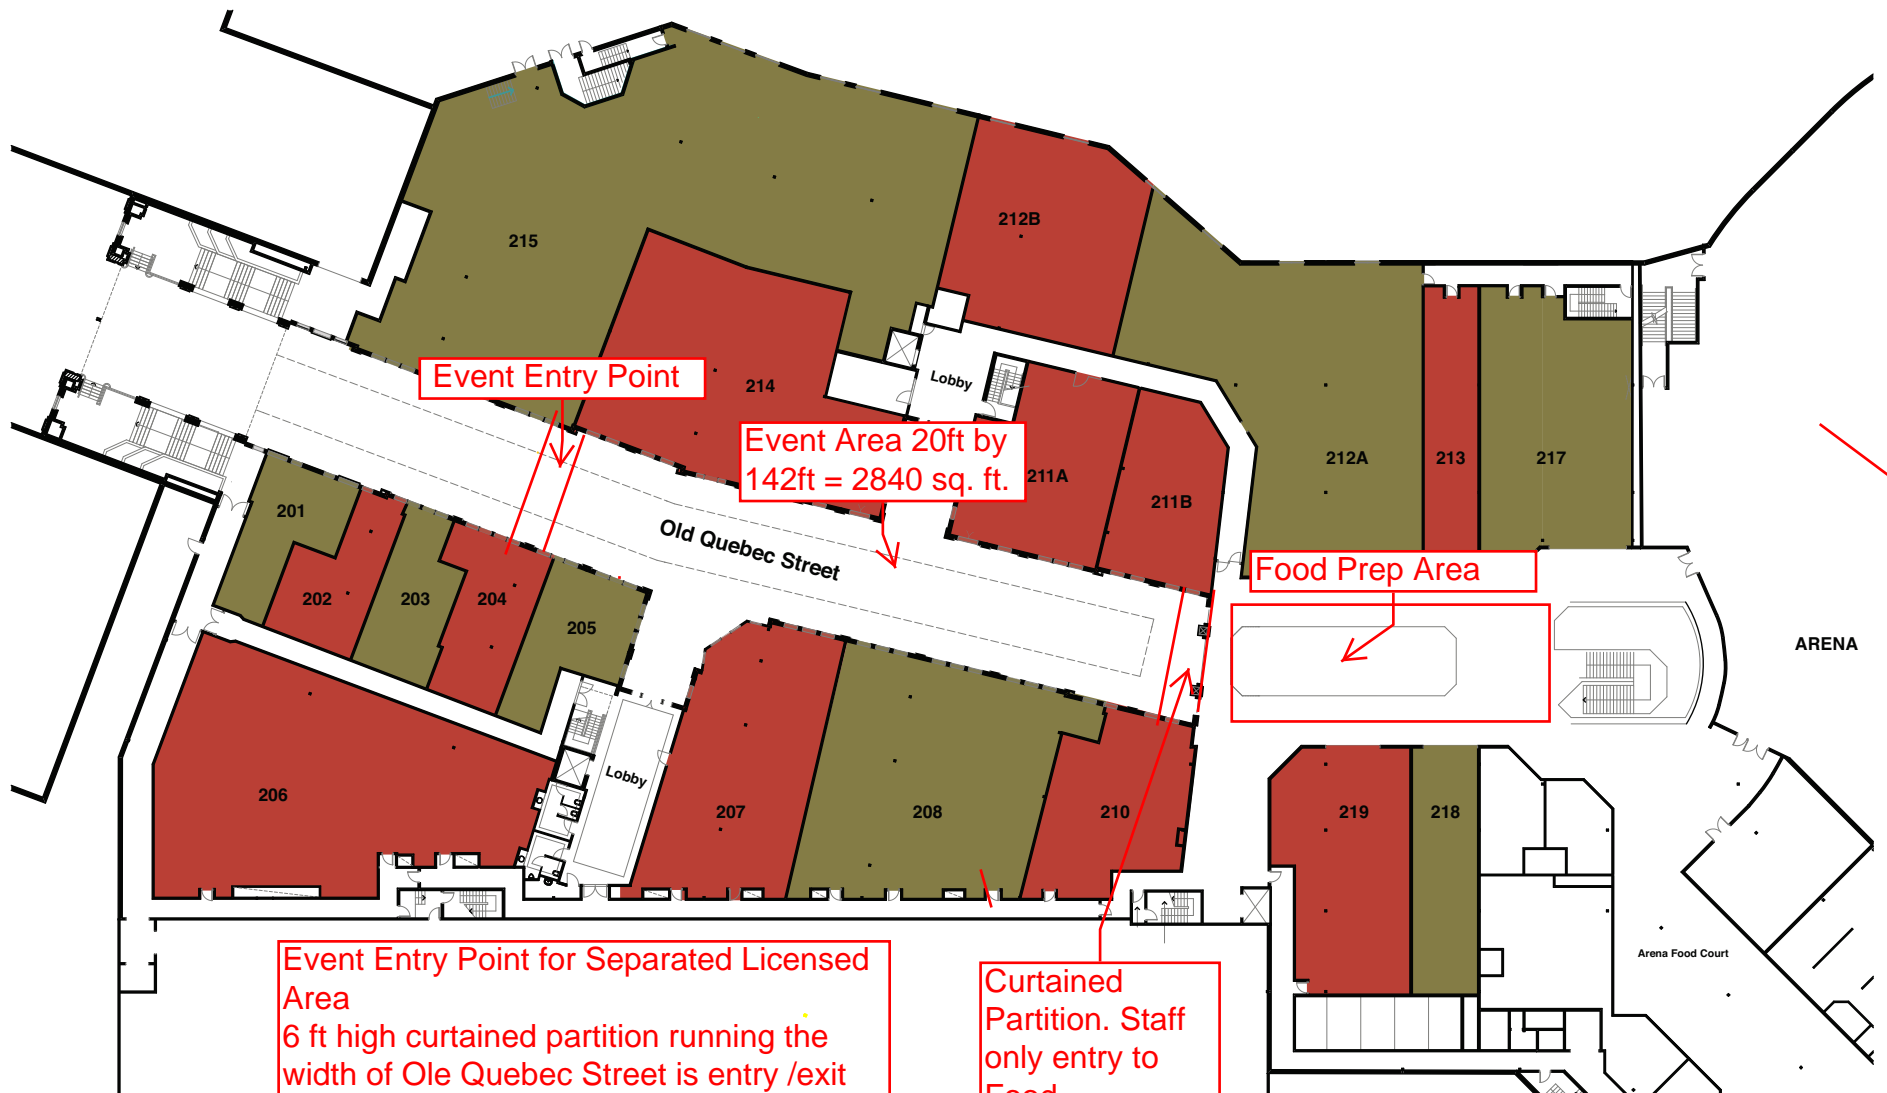 212B
215
Event Entry Point
Lobby
214
Event Area 20ft by
142ft = 2840 sq. ft.
211A
211B
212A
213
217
201
Old Quebec Street
Food Prep Area
202
203
204
205
ARENA
206
Lobby
207
208
210
219
218
Event Entry Point for Separated Licensed
Area
6 ft high curtained partition running the
width of Ole Quebec Street is entry /exit
Curtained
Partition. Staff
only entry to
Food
Arena Food Court